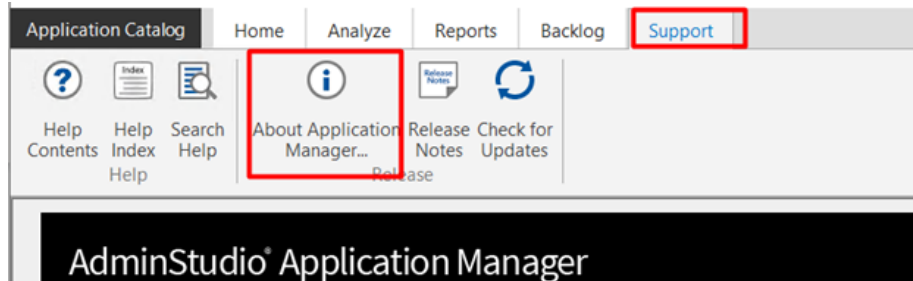 Application Catalog Home Analyze Reports Backlog Support
Index Release
Notes
Help Help Search About Application Release Check for
Contents Index Help Manager... Notes Updates
Help Release
AdminStudio® Application Manager